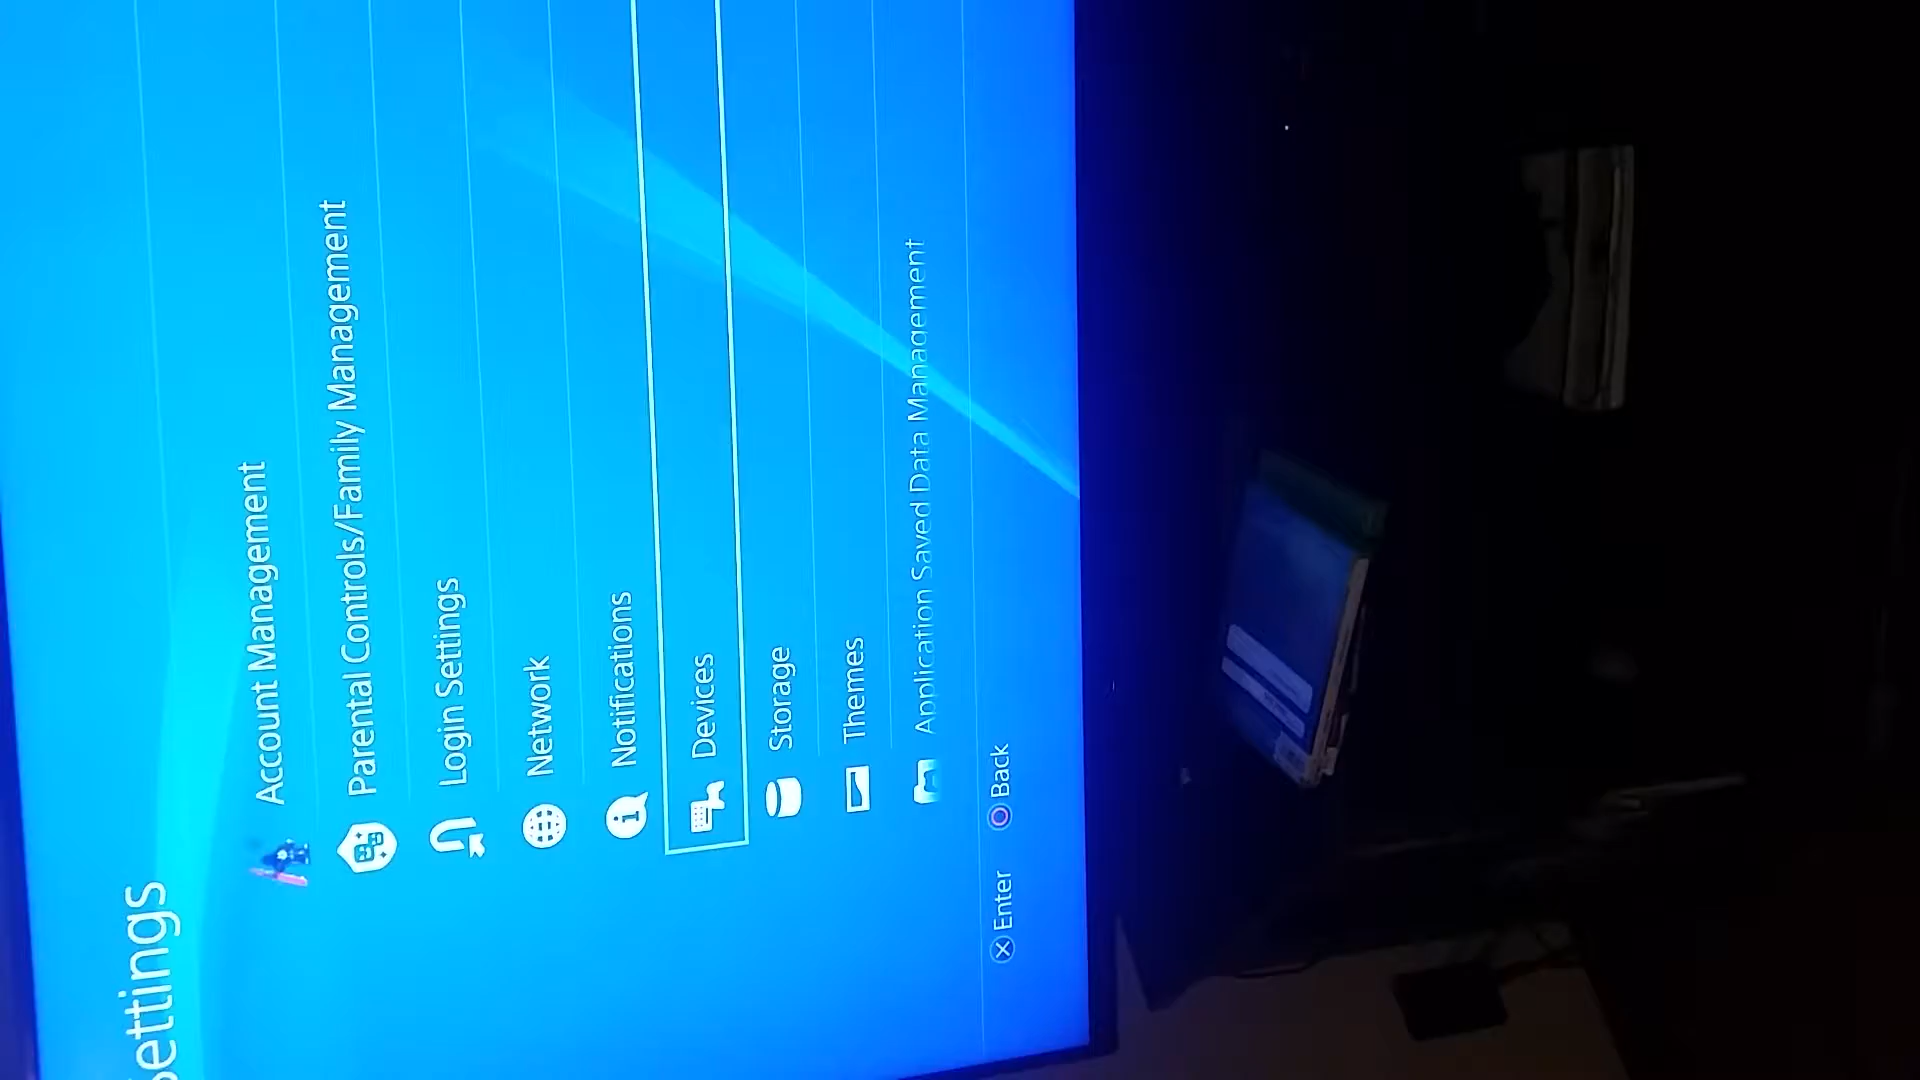 Settings
Account Management
Parental Controls/Family Management
Login Settings
Network
Notifications
Devices
Storage
Themes
Application Saved Data Management
Enter
Back